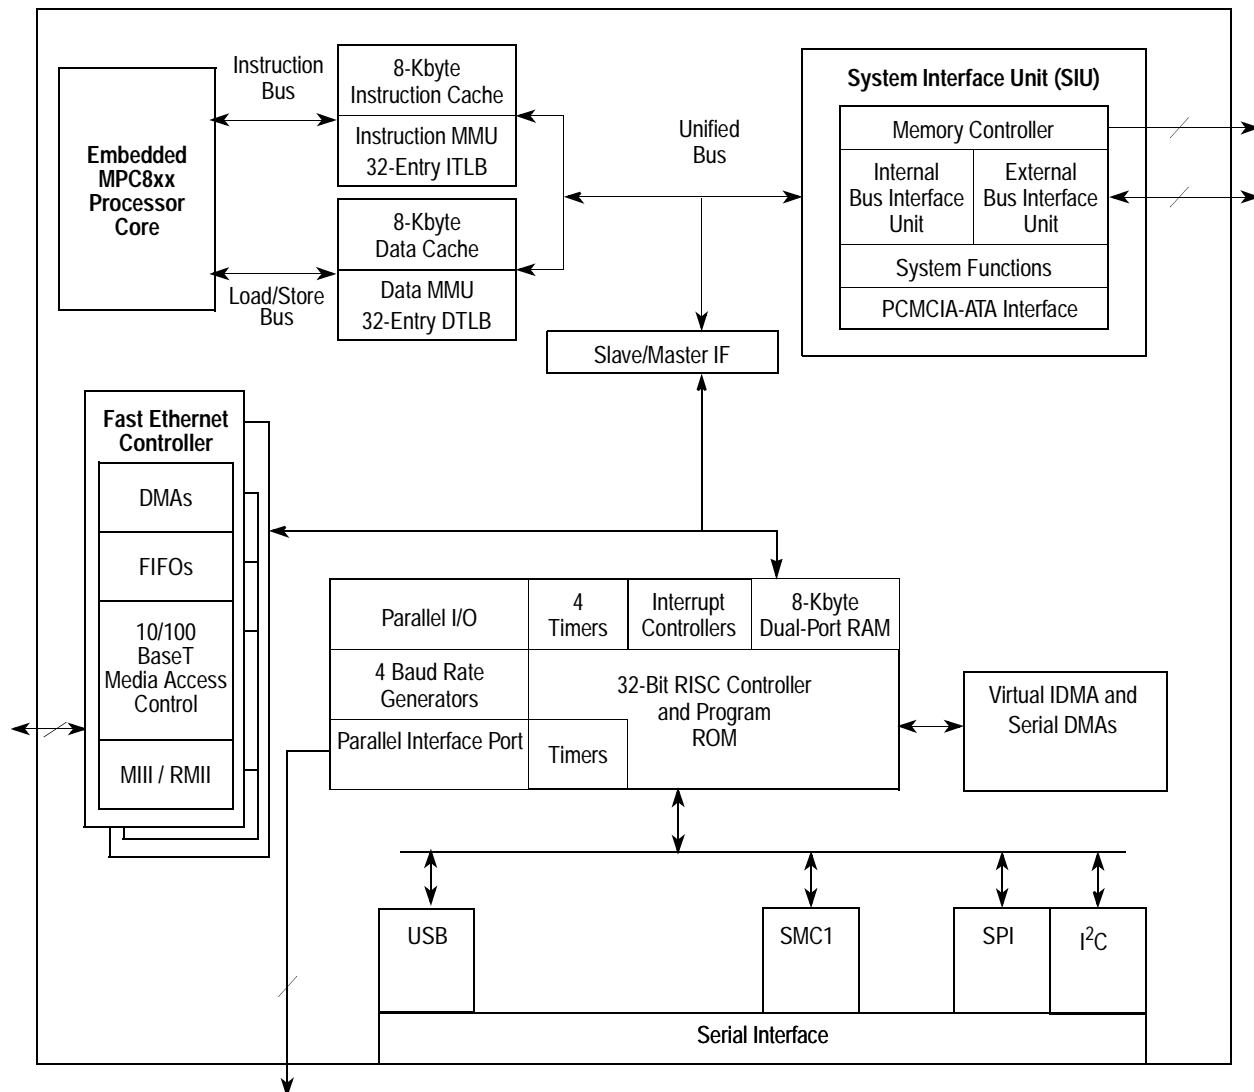 Instruction
Bus
8-Kbyte
Instruction Cache
Instruction MMU
32-Entry ITLB
Embedded
MPC8xx
Processor
Core
8-Kbyte
Data Cache
Load/Store
Bus
Data MMU
32-Entry DTLB
Unified
Bus
System Interface Unit (SIU)
Memory Controller
Internal
Bus Interface
Unit
External
Bus Interface
Unit
System Functions
PCMCIA-ATA Interface
Slave/Master IF
Fast Ethernet
Controller
DMAs
FIFOs
10/100
BaseT
Media Access
Control
MIII / RMII
Parallel I/O
4
Timers
Interrupt
Controllers
8-Kbyte
Dual-Port RAM
4 Baud Rate
Generators
32-Bit RISC Controller
and Program
ROM
Parallel Interface Port
Timers
Virtual IDMA and
Serial DMAs
USB
SMC1
SPI
I²C
Serial Interface